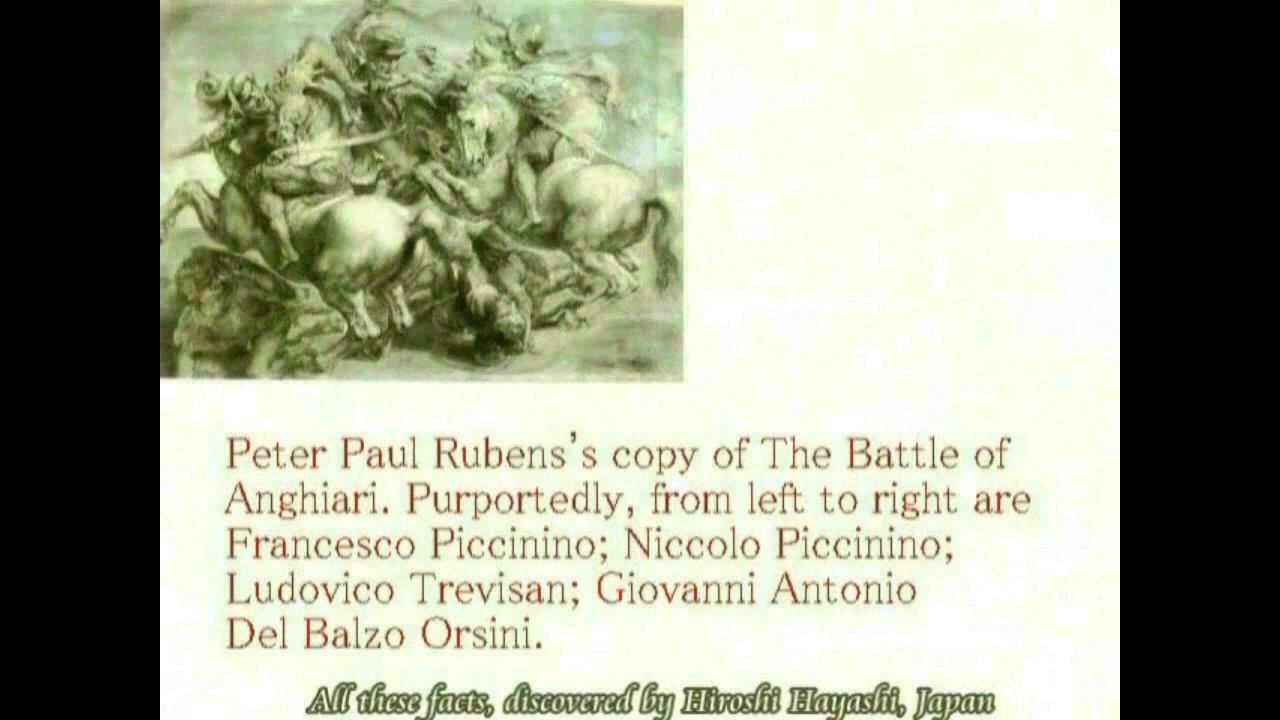 Peter Paul Rubens's copy of The Battle of
Anghiari. Purportedly, from left to right are
Francesco Piccinino; Niccolo Piccinino;
Ludovico Trevisan; Giovanni Antonio
Del Balzo Orsini.
All these facts, discovered by Hiroshi Hayashi, Japan